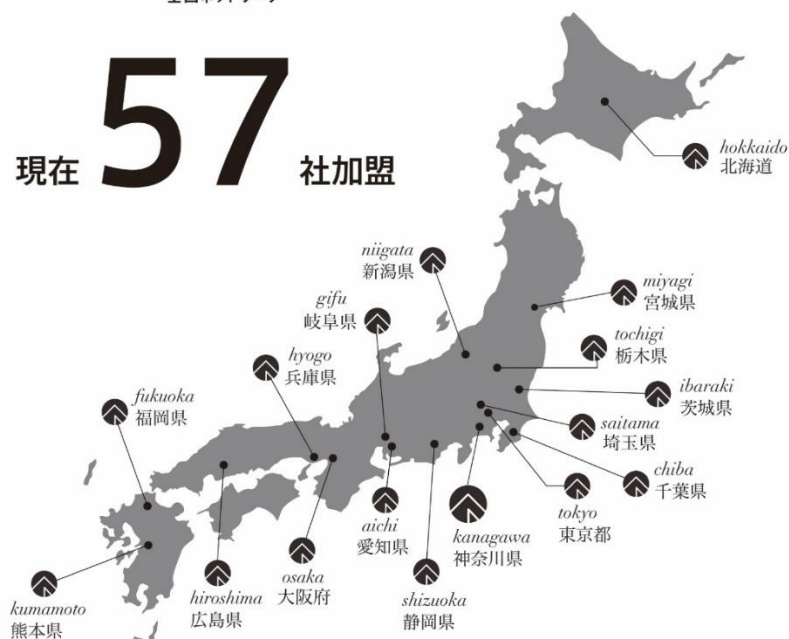 現在 57 社加盟
hokkaido
北海道
niigata
新潟県
miyagi
宮城県
gifu
岐阜県
tochigi
栃木県
hyogo
兵庫県
ibaraki
茨城県
fukuoka
福岡県
saitama
埼玉県
chiba
千葉県
aichi
愛知県
kanagawa
神奈川県
tokyo
東京都
osaka
大阪府
hiroshima
広島県
shizuoka
静岡県
kumamoto
熊本県